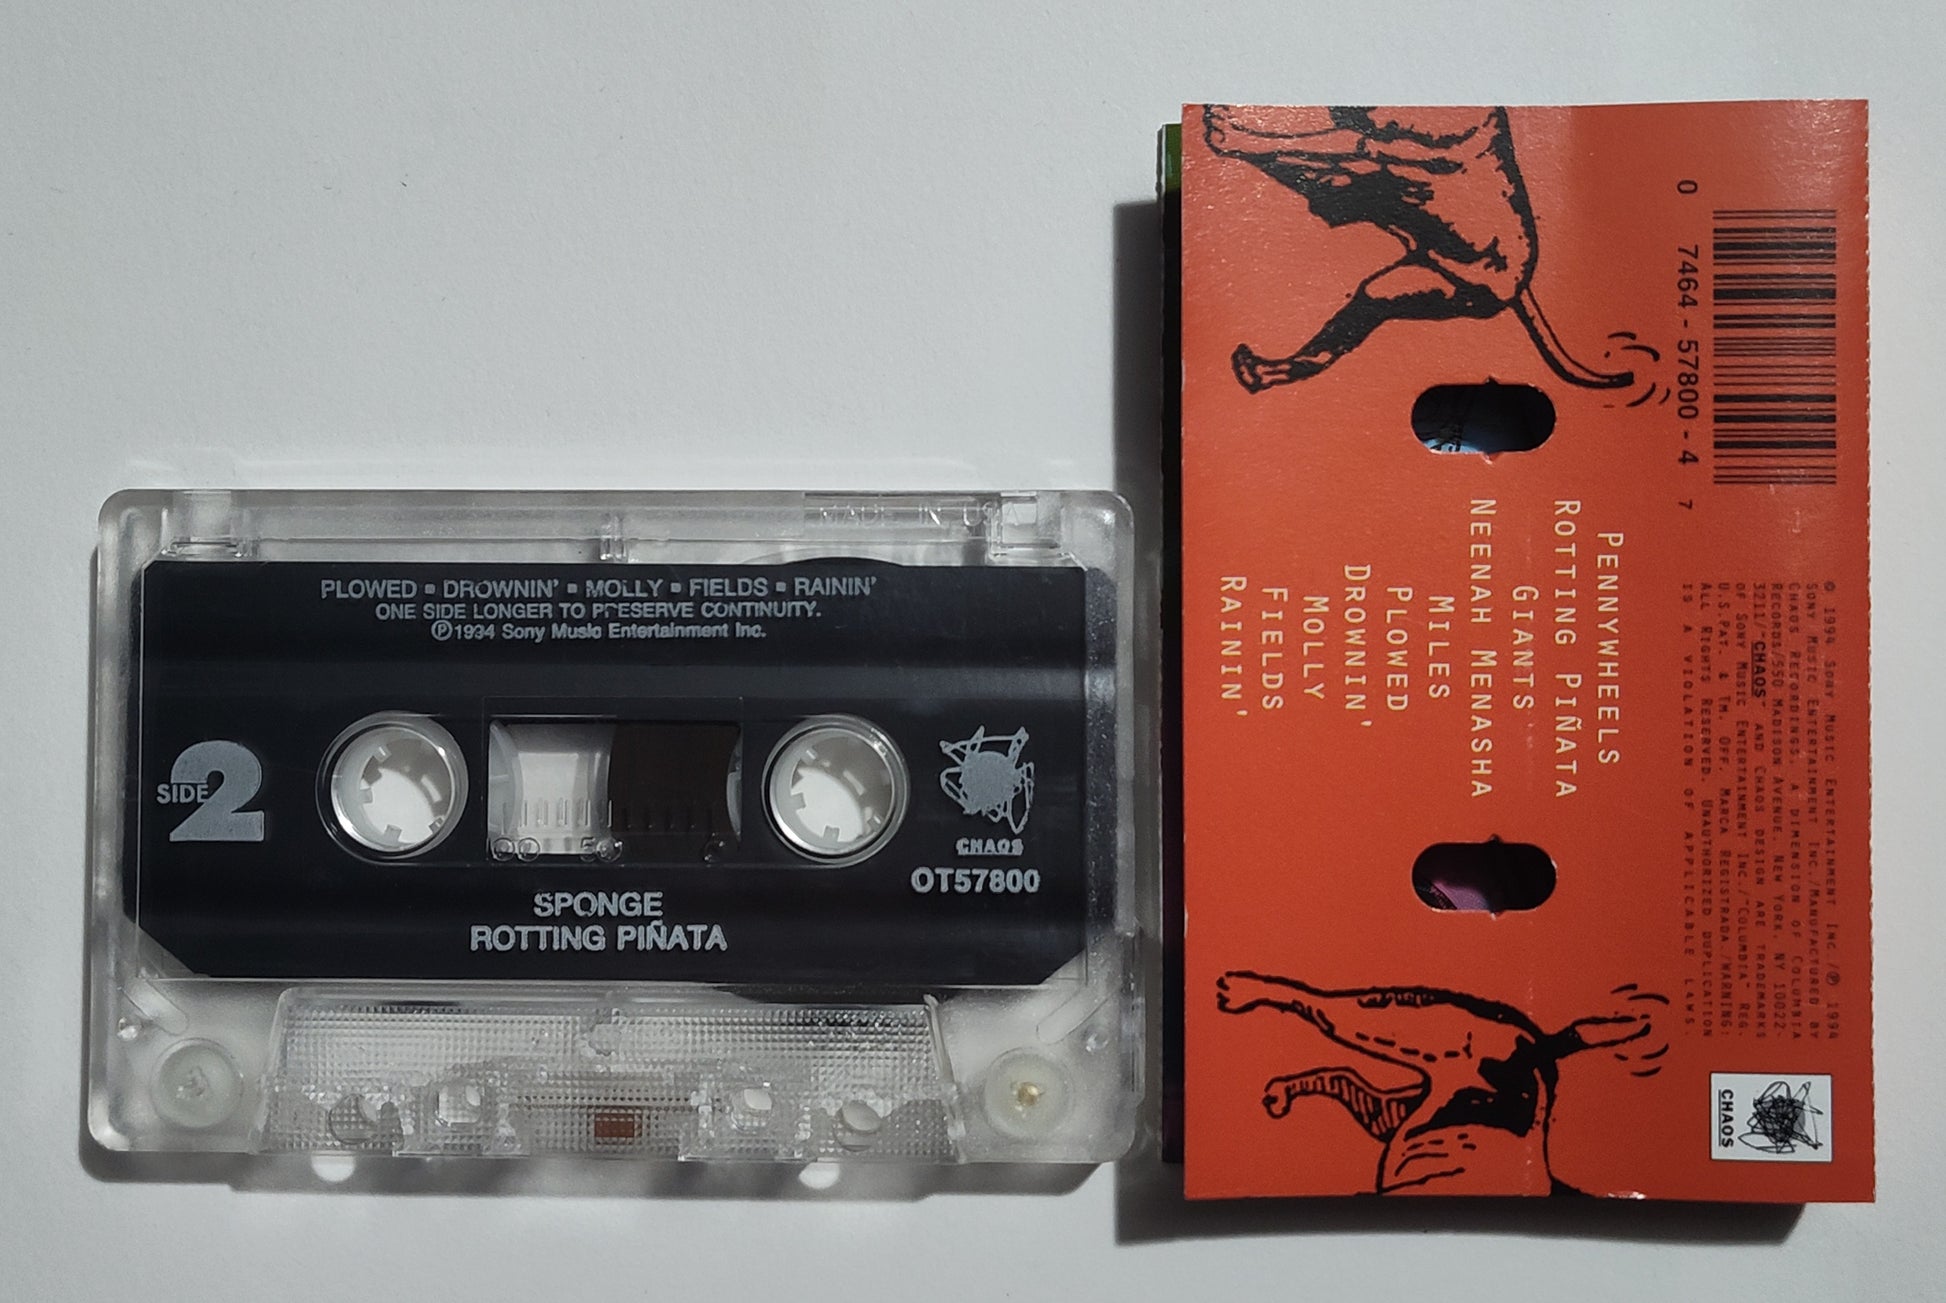 MADE IN USA
PLOWED ▪ DROWNIN' ▪ MOLLY ▪ FIELDS ▪ RAININ'
ONE SIDE LONGER TO PRESERVE CONTINUITY.
℗1994 Sony Music Entertainment Inc.
SIDE 2
100 50
CHAOS
OT57800
SPONGE
ROTTING PIÑATA
0 7464-57800-4 7
© 1994 SONY MUSIC ENTERTAINMENT INC./℗ 1994
SONY MUSIC ENTERTAINMENT INC./MANUFACTURED BY
CHAOS RECORDINGS, A DIMENSION OF COLUMBIA
RECORDS/550 MADISON AVENUE, NEW YORK, NY 10022-
3211/"CHAOS" AND CHAOS DESIGN ARE TRADEMARKS
OF SONY MUSIC ENTERTAINMENT INC./"COLUMBIA" REG.
U.S.PAT. & TM. OFF. MARCA REGISTRADA./WARNING:
ALL RIGHTS RESERVED. UNAUTHORIZED DUPLICATION
IS A VIOLATION OF APPLICABLE LAWS.
PENNYWHEELS
ROTTING PIÑATA
GIANTS
NEENAH MENASHA
MILES
PLOWED
DROWNIN'
MOLLY
FIELDS
RAININ'
CHAOS